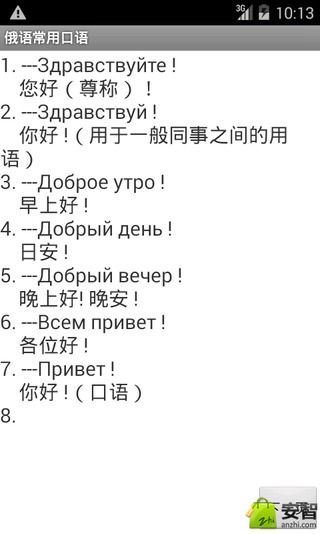 3G 10:13
俄语常用口语
1. ---Здравствуйте !
您好（尊称）！
2. ---Здравствуй !
你好 !（用于一般同事之间的用
语）
3. ---Доброе утро !
早上好 !
4. ---Добрый день !
日安 !
5. ---Добрый вечер !
晚上好! 晚安 !
6. ---Всем привет !
各位好 !
7. ---Привет !
你好 !（口语）
8.
安智
zhi anzhi.com